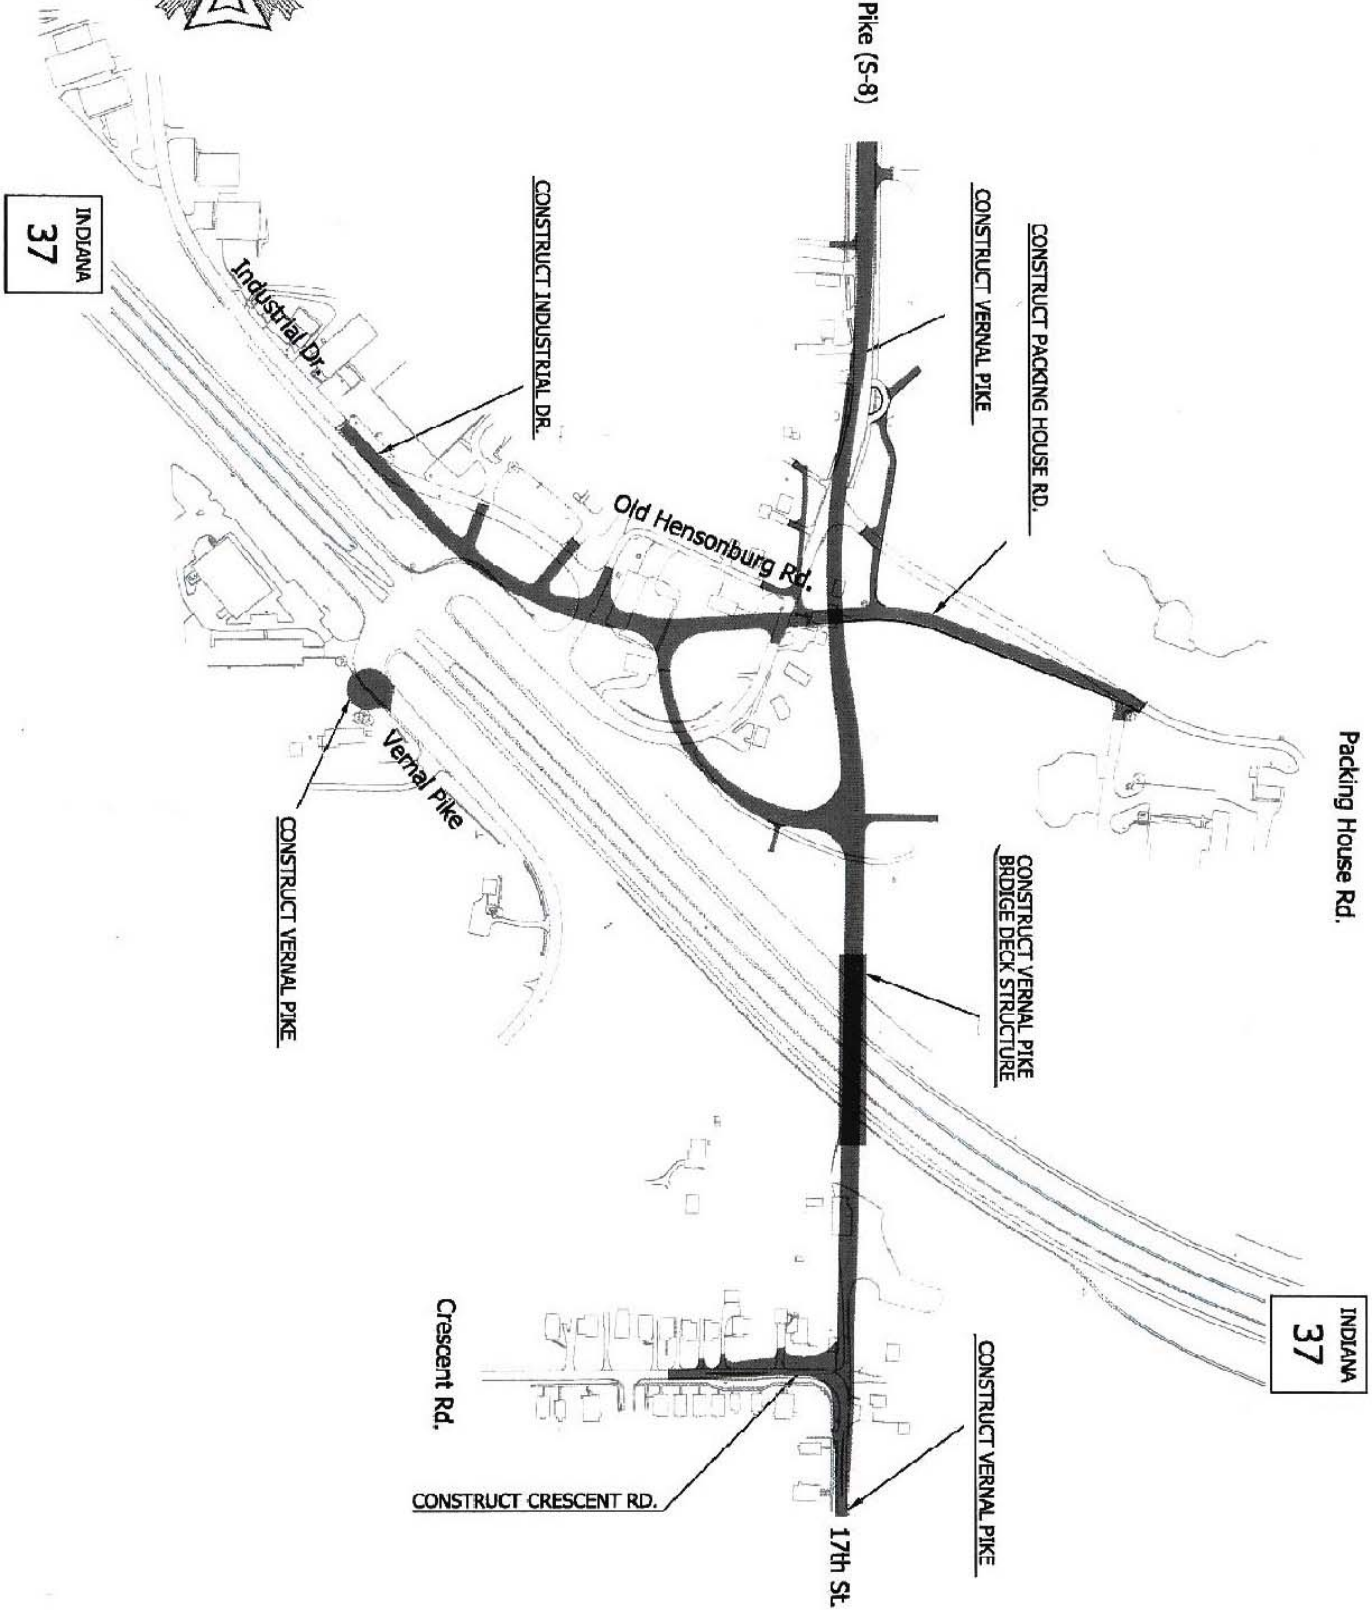 Packing House Rd.
INDIANA
37
CONSTRUCT PACKING HOUSE RD.
CONSTRUCT VERNAL PIKE
CONSTRUCT VERNAL PIKE
BRDIGE DECK STRUCTURE
CONSTRUCT VERNAL PIKE
Pike (S-8)
17th St.
Old Hensonburg Rd.
CONSTRUCT INDUSTRIAL DR.
Vernal Pike
Crescent Rd.
CONSTRUCT CRESCENT RD.
Industrial Dr.
CONSTRUCT VERNAL PIKE
INDIANA
37